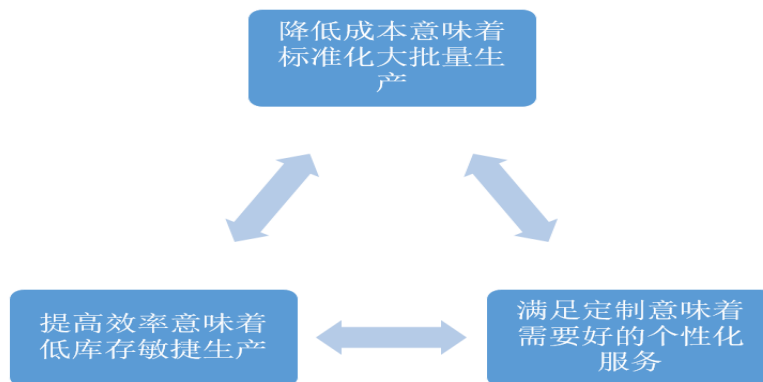 降低成本意味着
标准化大批量生
产
提高效率意味着
低库存敏捷生产
满足定制意味着
需要好的个性化
服务